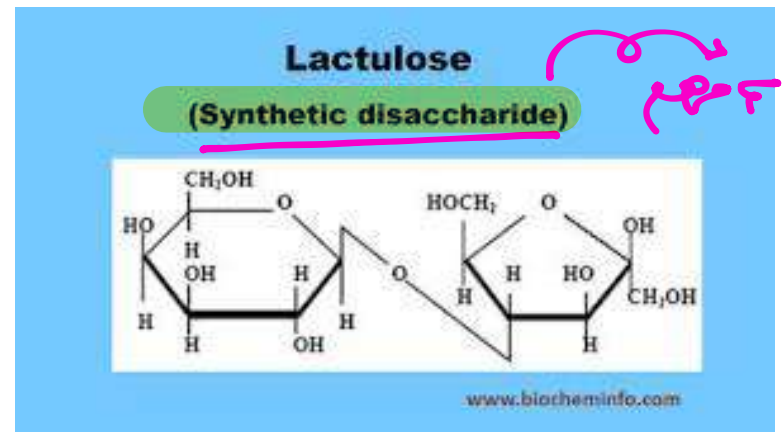 Lactulose
(Synthetic disaccharide)
CH₂OH
O
HO
H
OH
H
H
H
H
OH
O
HOCH₂
O
OH
H
H
HO
CH₂OH
H
www.biocheminfo.com